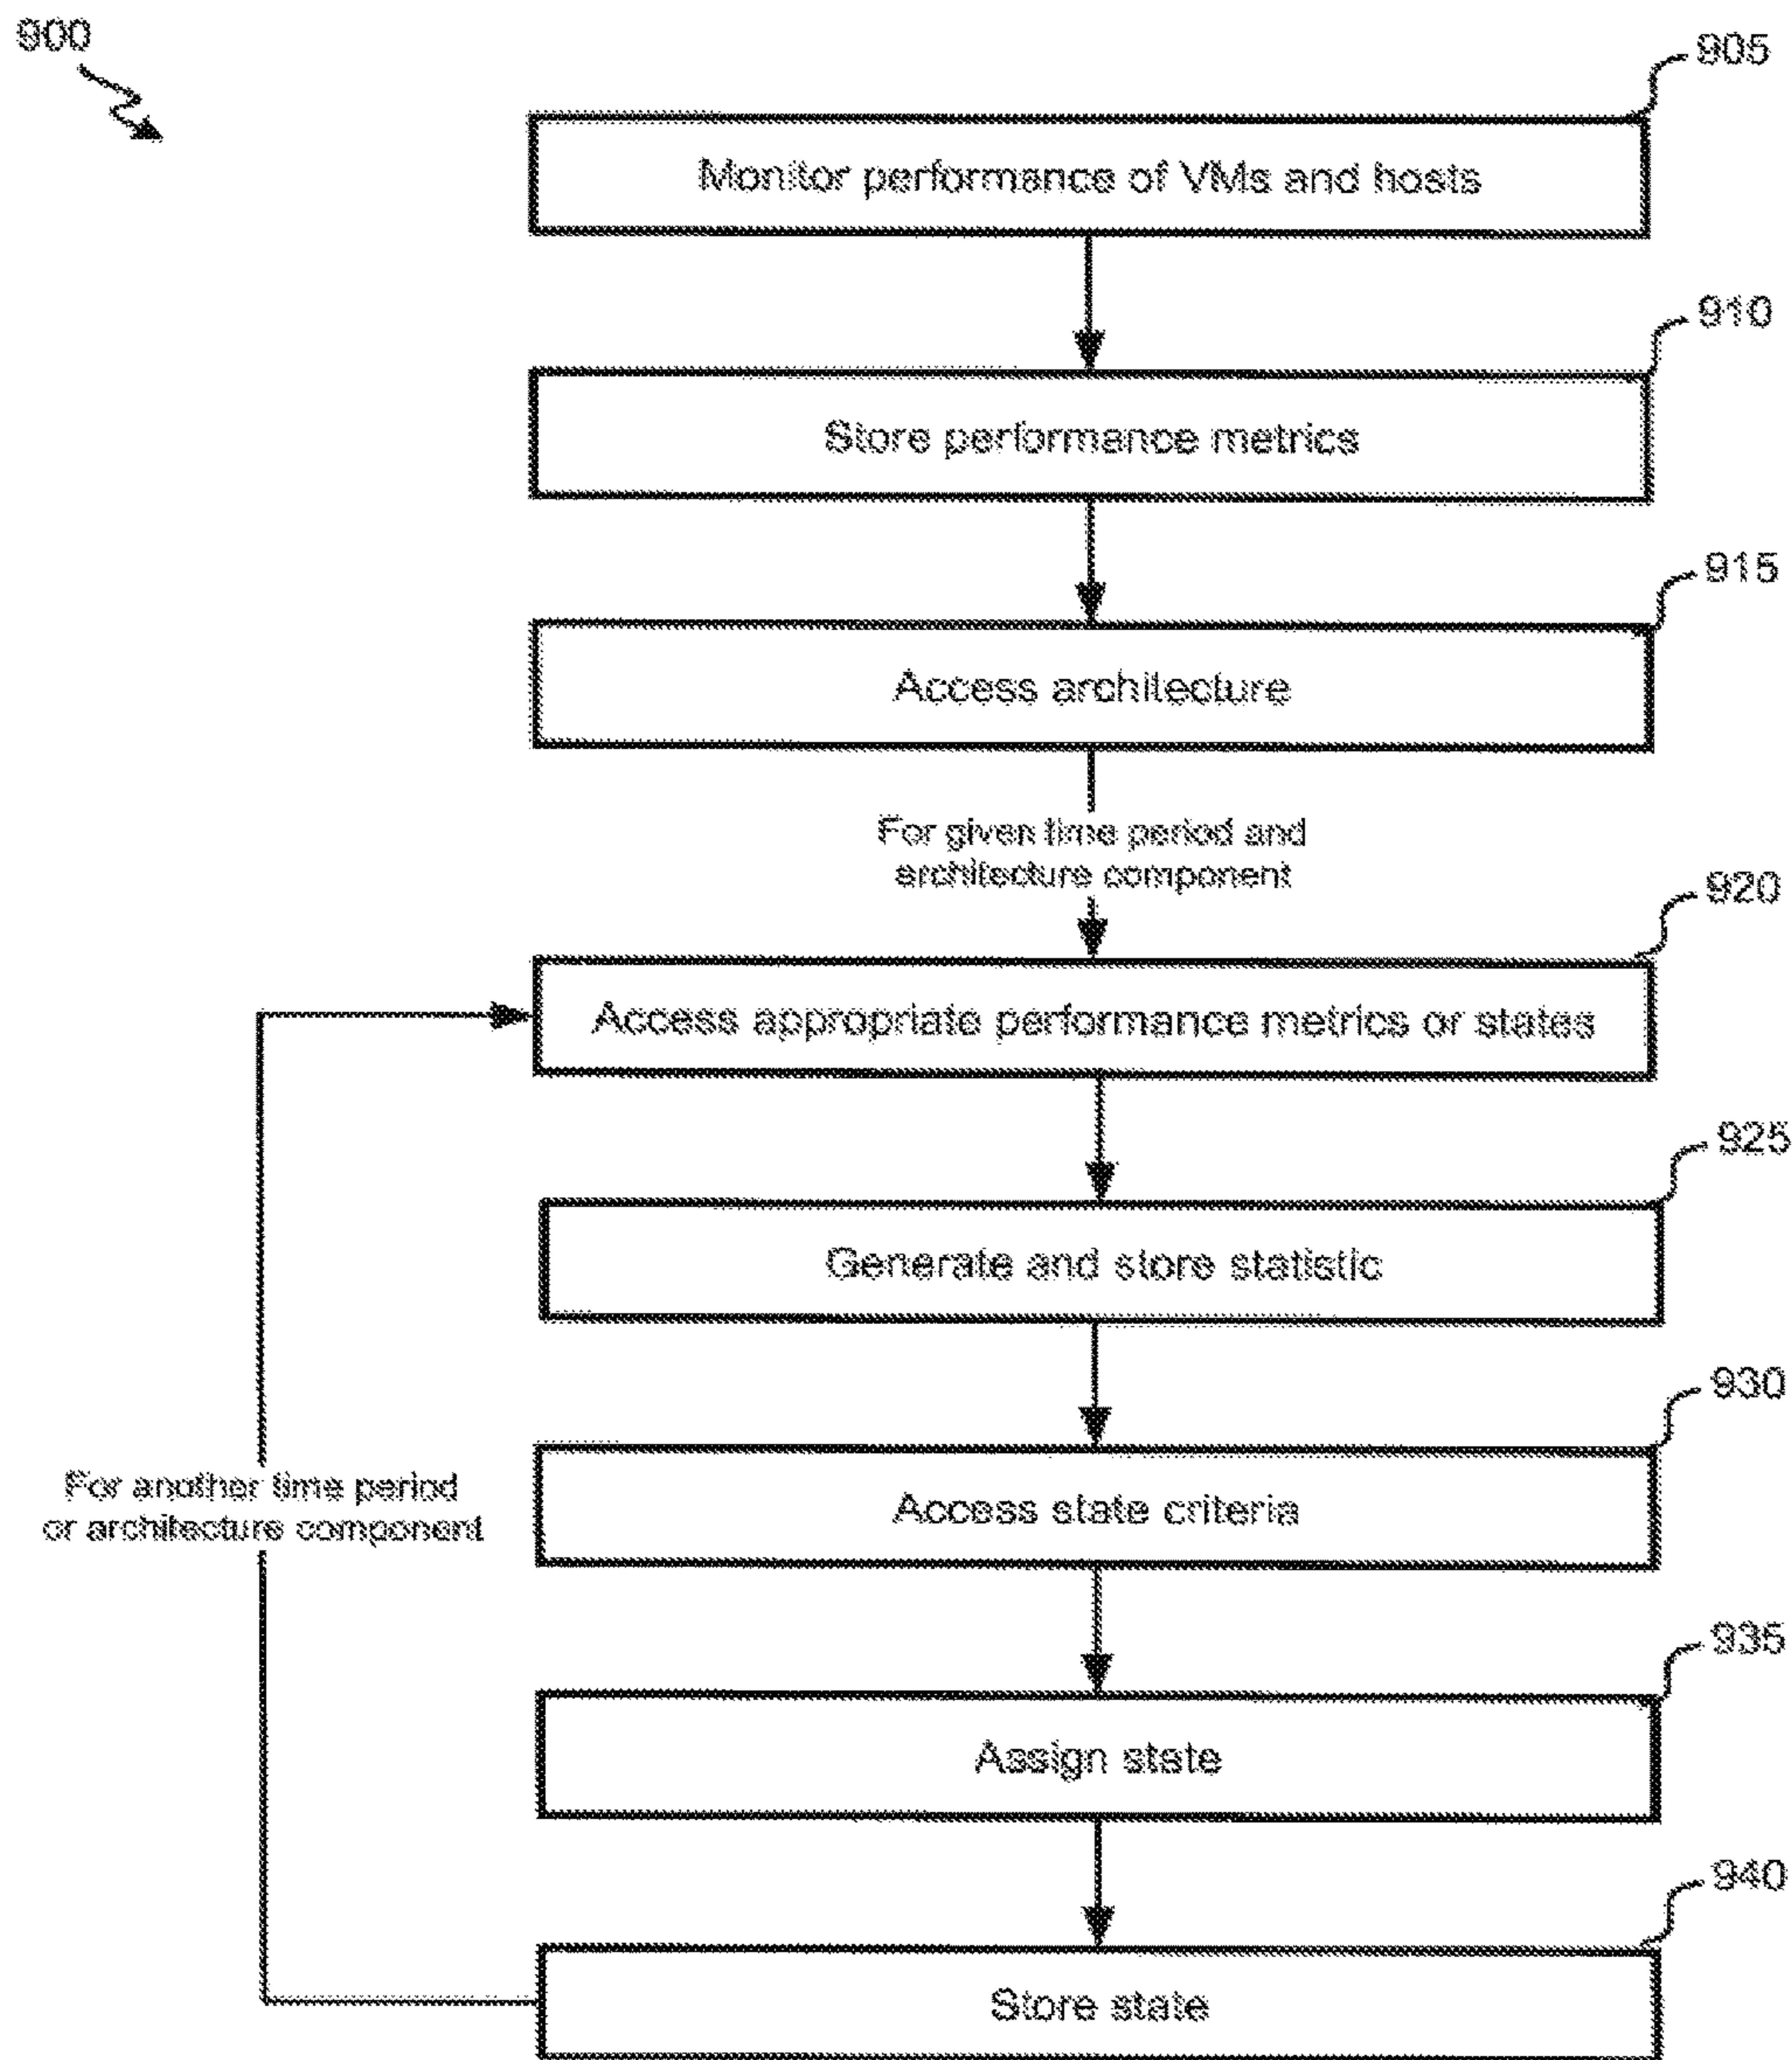 900
905
Monitor performance of VMs and hosts
910
Store performance metrics
915
Access architecture
For given time period and
architecture component
920
Access appropriate performance metrics or states
925
Generate and store statistic
930
Access state criteria
For another time period
or architecture component
935
Assign state
940
Store state